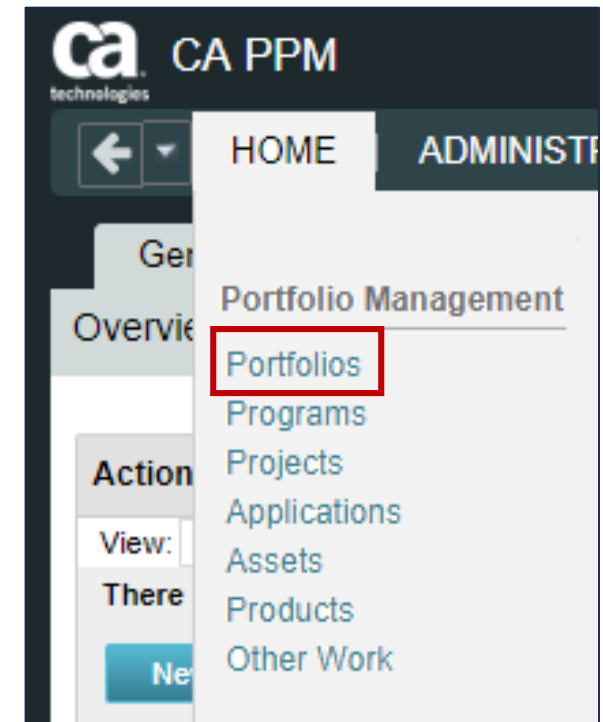 ca CA PPM
technologies
HOME ADMINISTR
Ger
Portfolio Management
Overvie
Portfolios
Programs
Action Projects
Applications
View:
Assets
There
Products
Ne Other Work